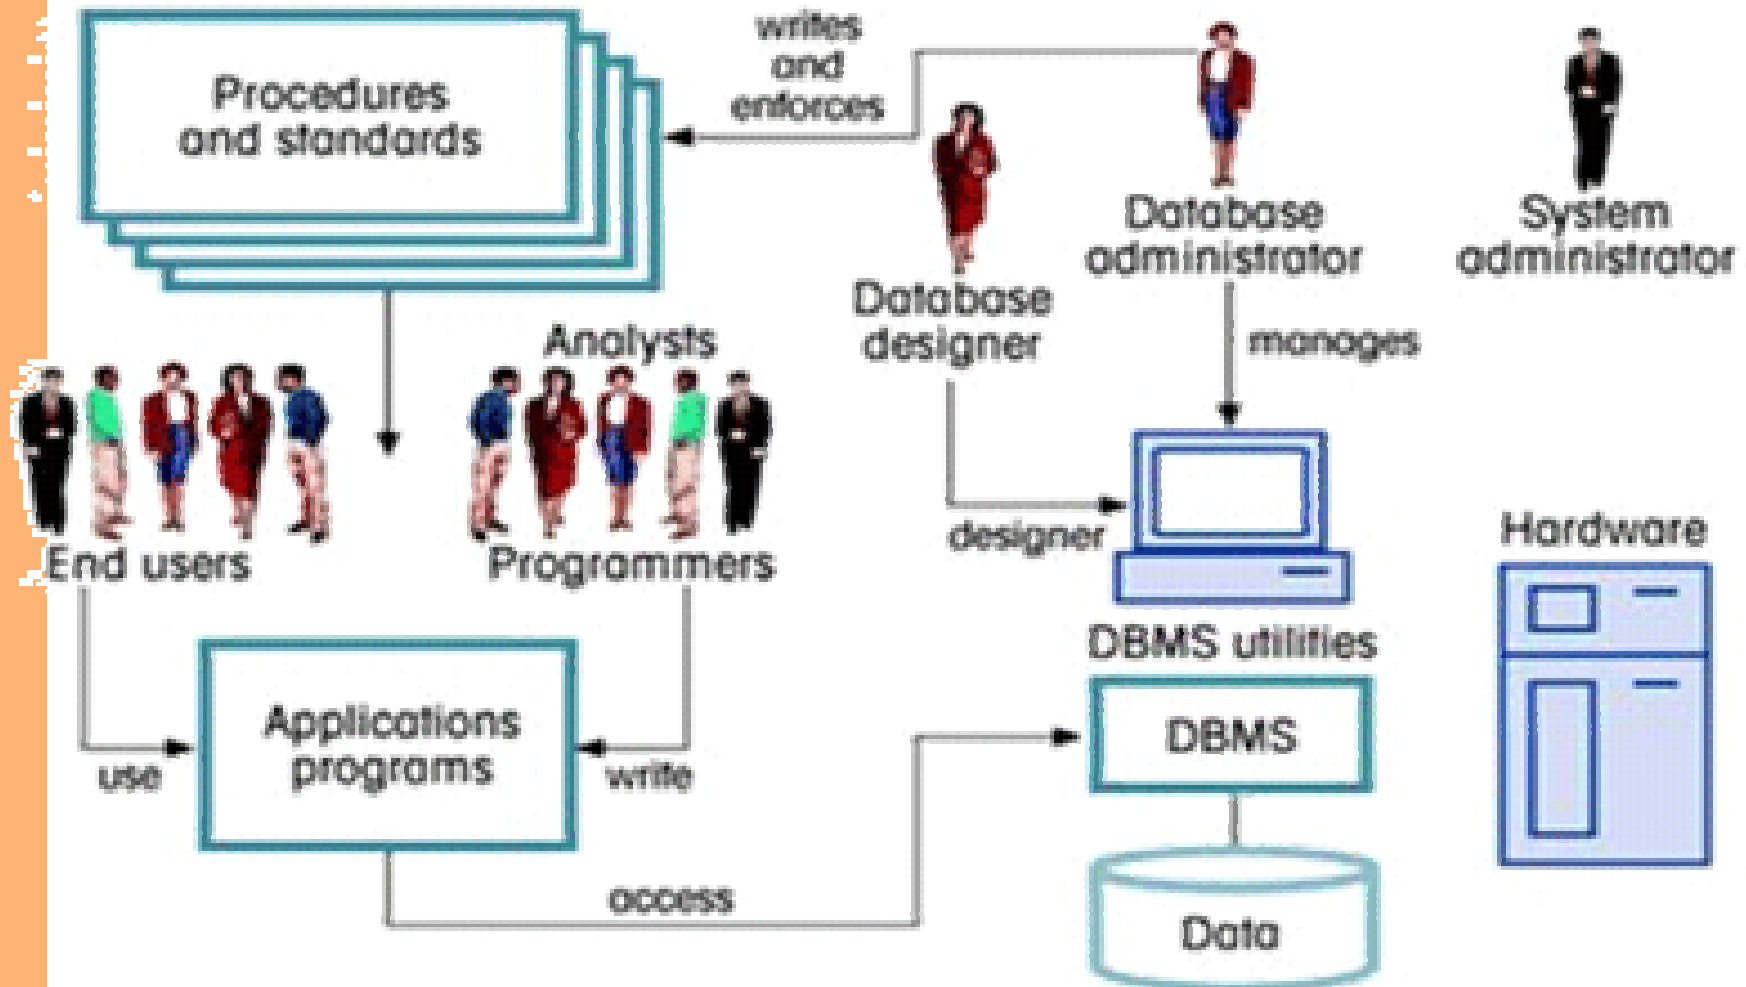 Procedures
and standards
writes
and
enforces
Database
designer
Database
administrator
System
administrator
manages
Analysts
End users
Programmers
designer
Hardware
DBMS utilities
use
Applications
programs
write
DBMS
access
Data